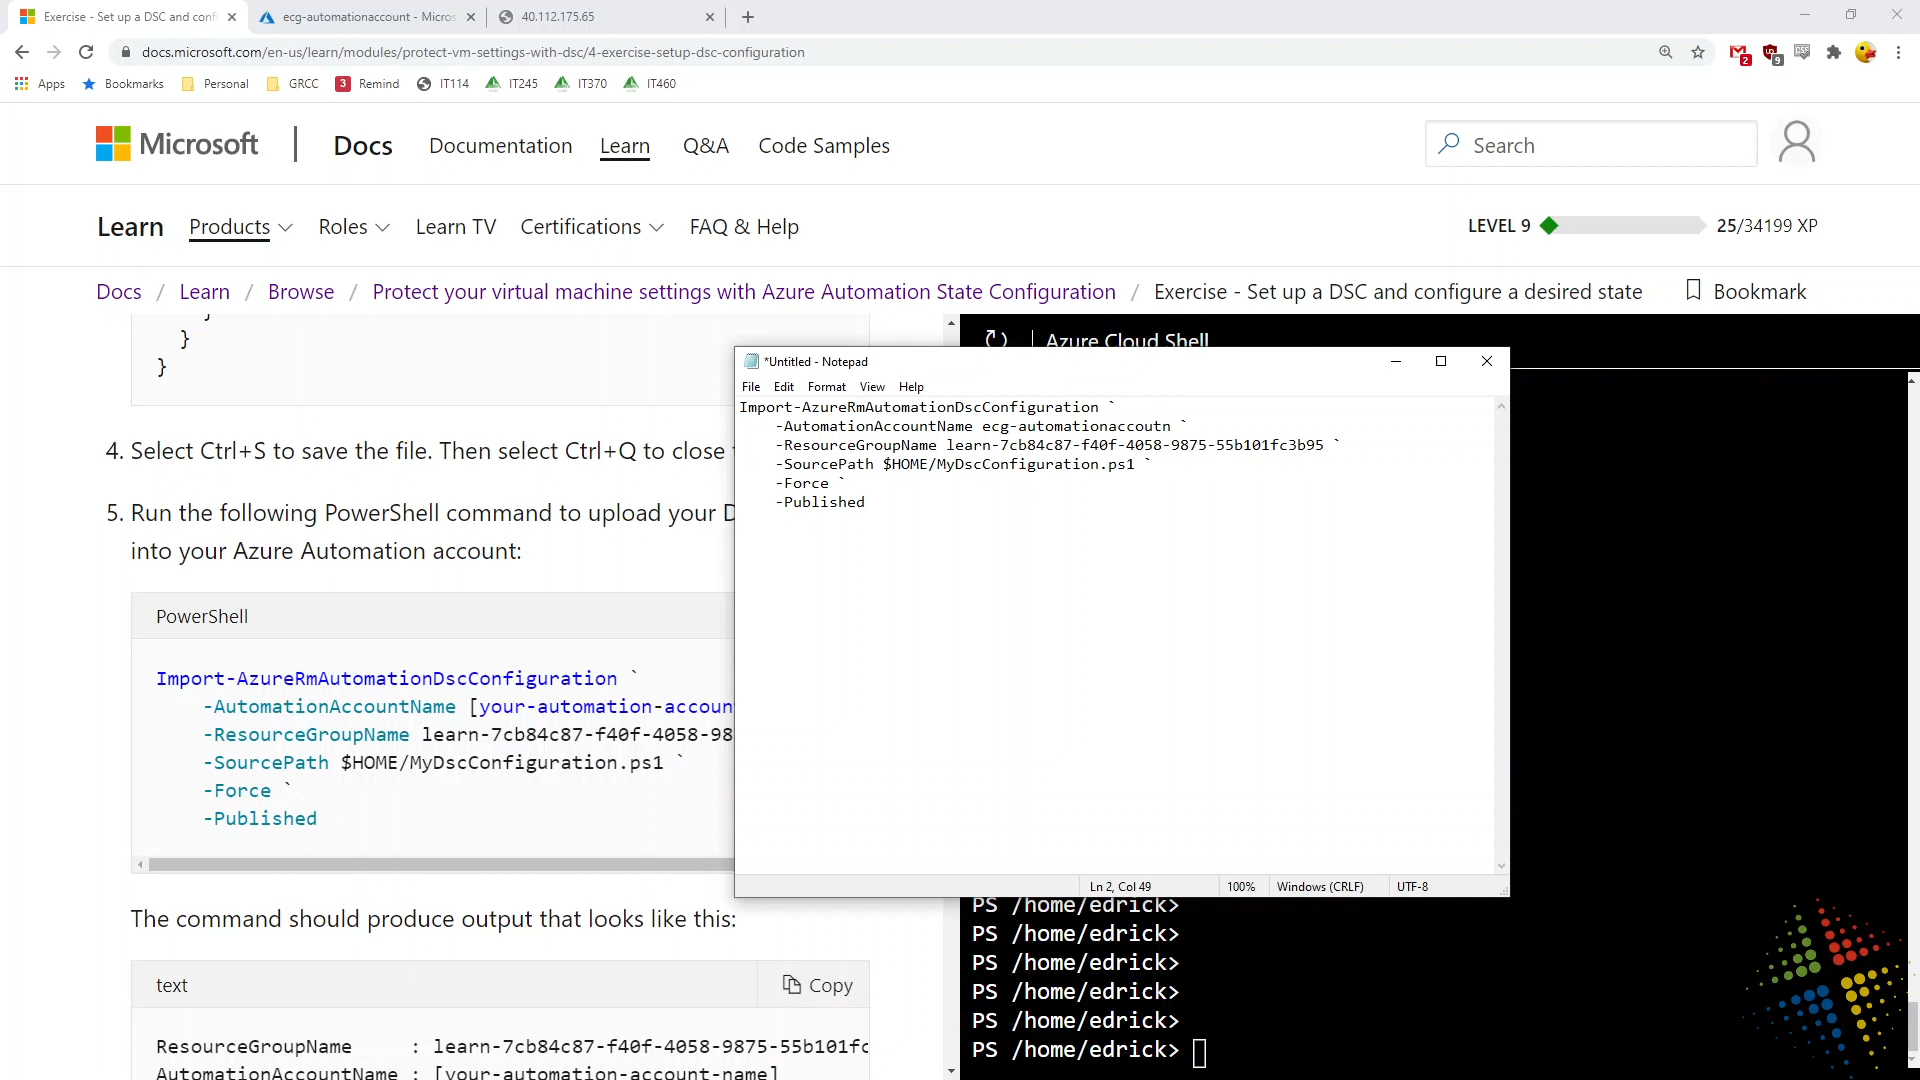 Exercise - Set up a DSC and conf
ecg-automationaccount - Micros
40.112.175.65
docs.microsoft.com/en-us/learn/modules/protect-vm-settings-with-dsc/4-exercise-setup-dsc-configuration
2
9
Apps
Bookmarks
Personal
GRCC
3
Remind
IT114
IT245
IT370
IT460
Microsoft
Docs
Documentation
Learn
Q&A
Code Samples
Search
Learn
Products
Roles
Learn TV
Certifications
FAQ & Help
LEVEL 9
25/34199 XP
Docs / Learn / Browse / Protect your virtual machine settings with Azure Automation State Configuration / Exercise - Set up a DSC and configure a desired state
Bookmark
}
}
}
4. Select Ctrl+S to save the file. Then select Ctrl+Q to close
5. Run the following PowerShell command to upload your
into your Azure Automation account:
PowerShell
Import-AzureRmAutomationDscConfiguration `
-AutomationAccountName [your-automation-accoun
-ResourceGroupName learn-7cb84c87-f40f-4058-98
-SourcePath $HOME/MyDscConfiguration.ps1 `
-Force `
-Published
The command should produce output that looks like this:
text
Copy
ResourceGroupName : learn-7cb84c87-f40f-4058-9875-55b101fc
AutomationAccountName : [your-automation-account-name]
Azure Cloud Shell
*Untitled - Notepad
File Edit Format View Help
Import-AzureRmAutomationDscConfiguration `
-AutomationAccountName ecg-automationaccoutn `
-ResourceGroupName learn-7cb84c87-f40f-4058-9875-55b101fc3b95 `
-SourcePath $HOME/MyDscConfiguration.ps1 `
-Force `
-Published
Ln 2, Col 49
100%
Windows (CRLF)
UTF-8
PS /home/edrick>
PS /home/edrick>
PS /home/edrick>
PS /home/edrick>
PS /home/edrick>
PS /home/edrick>